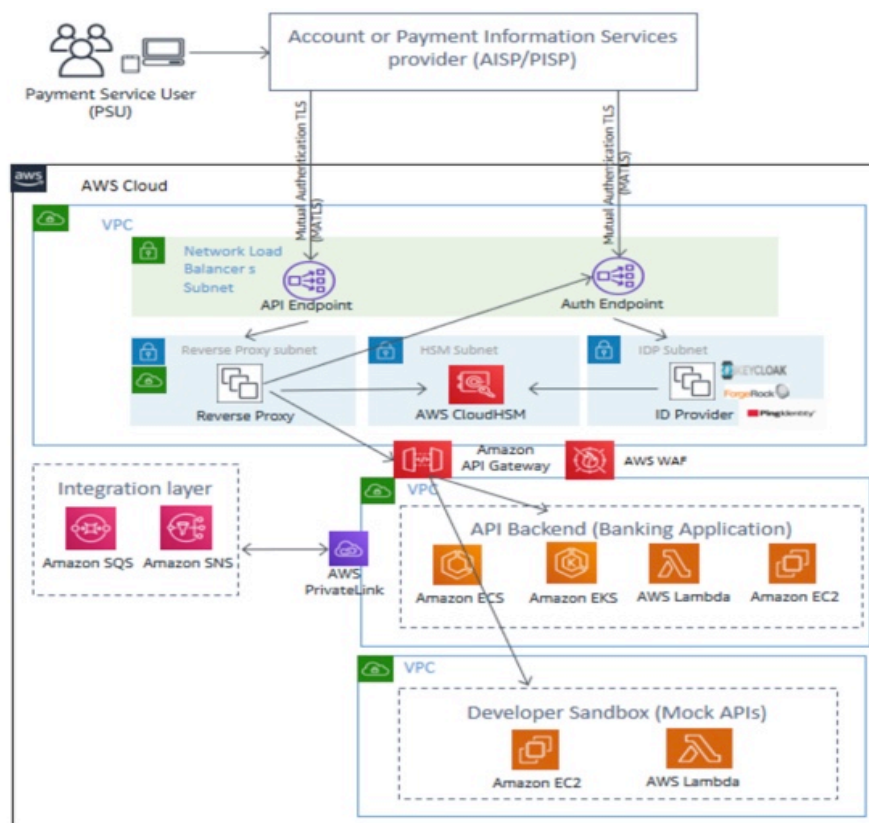 Account or Payment Information Services
provider (AISP/PISP)
Payment Service User
(PSU)
Mutual Authentication TLS
(MATLS)
Mutual Authentication TLS
(MATLS)
aws
AWS Cloud
VPC
Network Load
Balancer s
Subnet
API Endpoint
Auth Endpoint
Reverse Proxy subnet
HSM Subnet
IDP Subnet
KEYCLOAK
ForgeRock
PingIdentity
Reverse Proxy
AWS CloudHSM
ID Provider
Amazon
API Gateway
AWS WAF
Integration layer
Amazon SQS
Amazon SNS
AWS
PrivateLink
VPC
API Backend (Banking Application)
Amazon ECS
Amazon EKS
AWS Lambda
Amazon EC2
VPC
Developer Sandbox (Mock APIs)
Amazon EC2
AWS Lambda